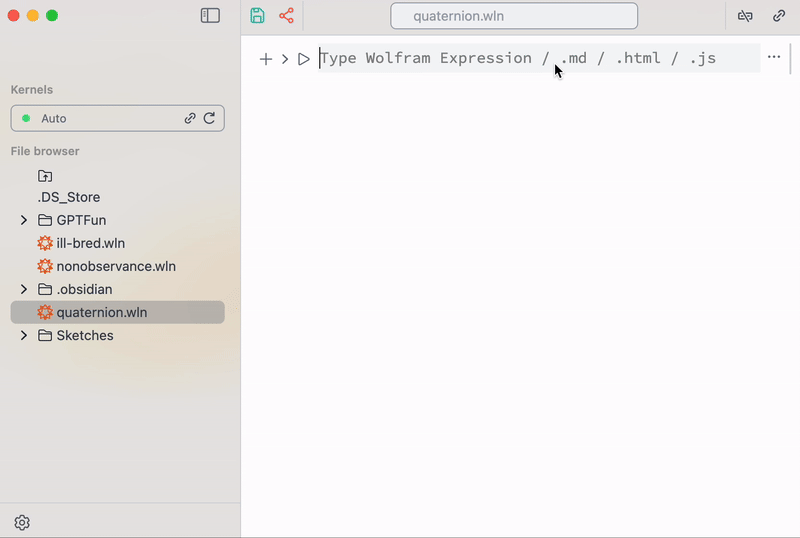 quaternion.wln
Type Wolfram Expression / .md / .html / .js
Kernels
Auto
File browser
.DS_Store
GPTFun
ill-bred.wln
nonobservance.wln
.obsidian
quaternion.wln
Sketches